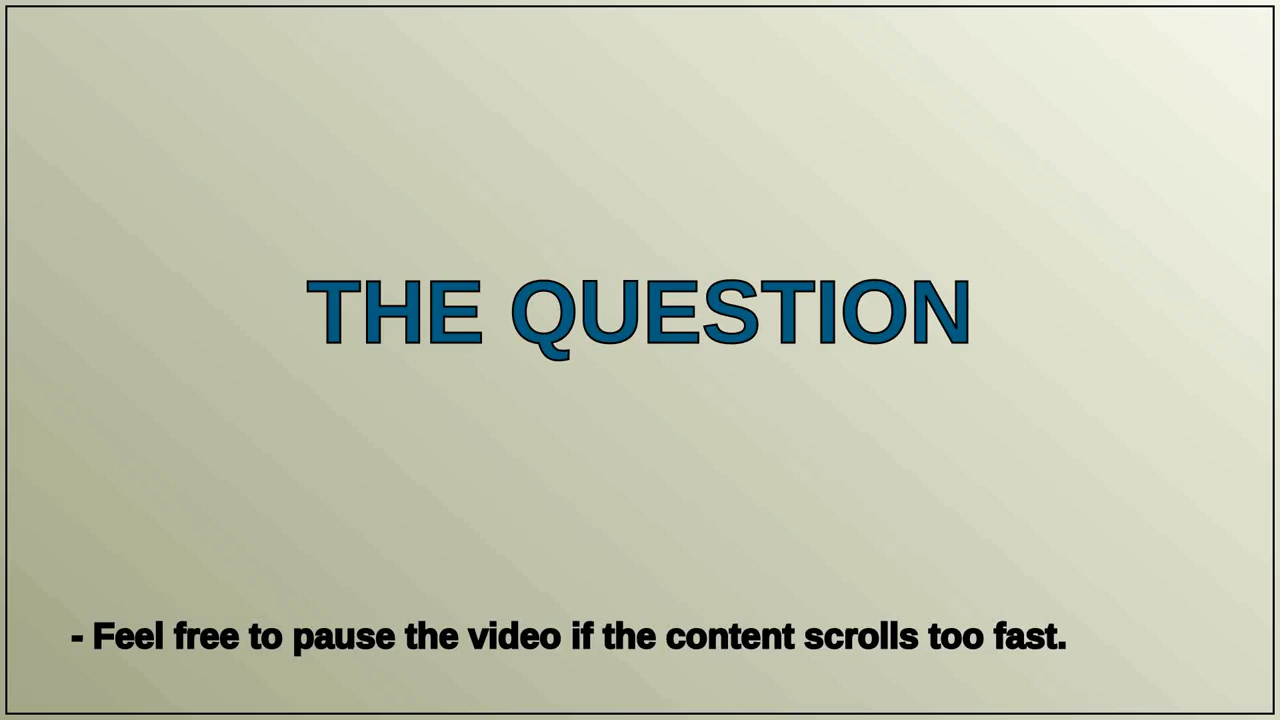 THE QUESTION
- Feel free to pause the video if the content scrolls too fast.